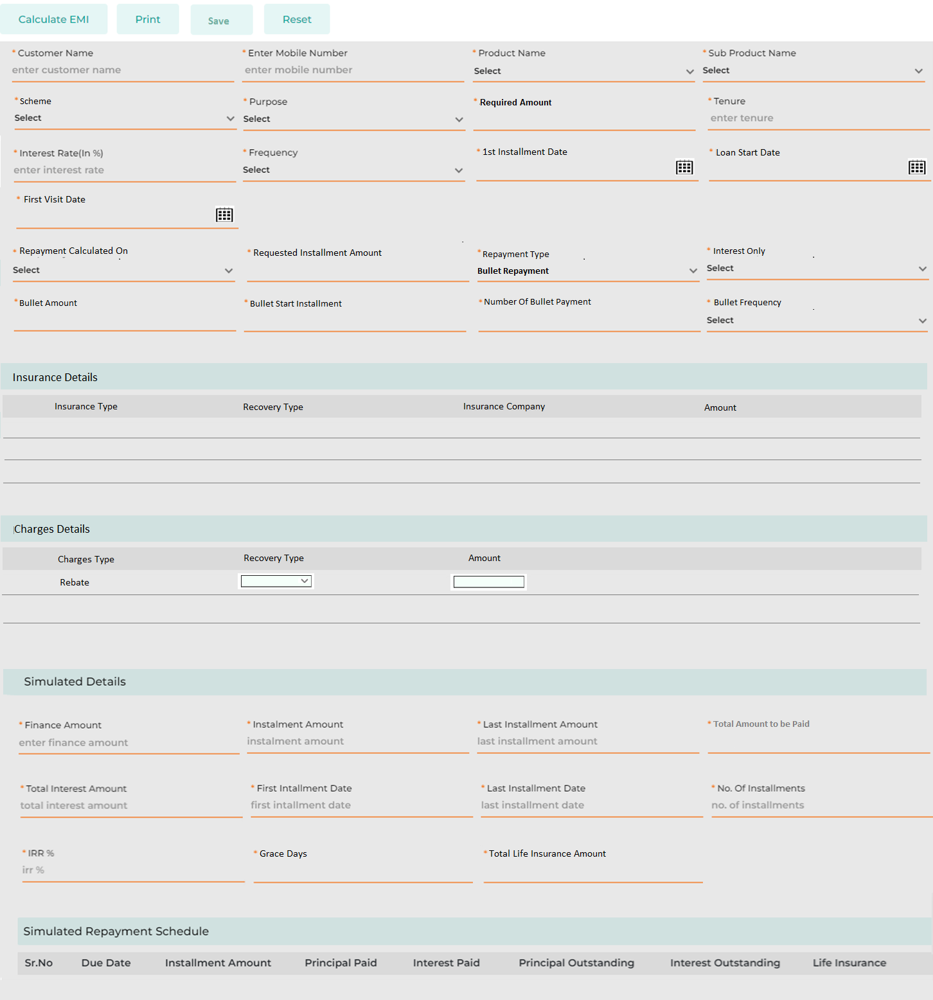 Calculate EMI Print Save Reset
* Customer Name * Enter Mobile Number * Product Name * Sub Product Name
enter customer name enter mobile number Select Select
* Scheme * Purpose * Required Amount * Tenure
Select Select enter tenure
* Interest Rate(In %) * Frequency * 1st Installment Date * Loan Start Date
enter interest rate Select
* First Visit Date
* Repayment Calculated On * Requested Installment Amount * Repayment Type * Interest Only
Select Bullet Repayment Select
* Bullet Amount * Bullet Start Installment * Number Of Bullet Payment * Bullet Frequency
Select
Insurance Details
Insurance Type Recovery Type Insurance Company Amount
Charges Details
Charges Type Recovery Type Amount
Rebate
Simulated Details
* Finance Amount * Instalment Amount * Last Installment Amount * Total Amount to be Paid
enter finance amount instalment amount last installment amount
* Total Interest Amount * First Intallment Date * Last Installment Date * No. Of Installments
total interest amount first intallment date last installment date no. of installments
* IRR % * Grace Days * Total Life Insurance Amount
irr %
Simulated Repayment Schedule
Sr.No Due Date Installment Amount Principal Paid Interest Paid Principal Outstanding Interest Outstanding Life Insurance